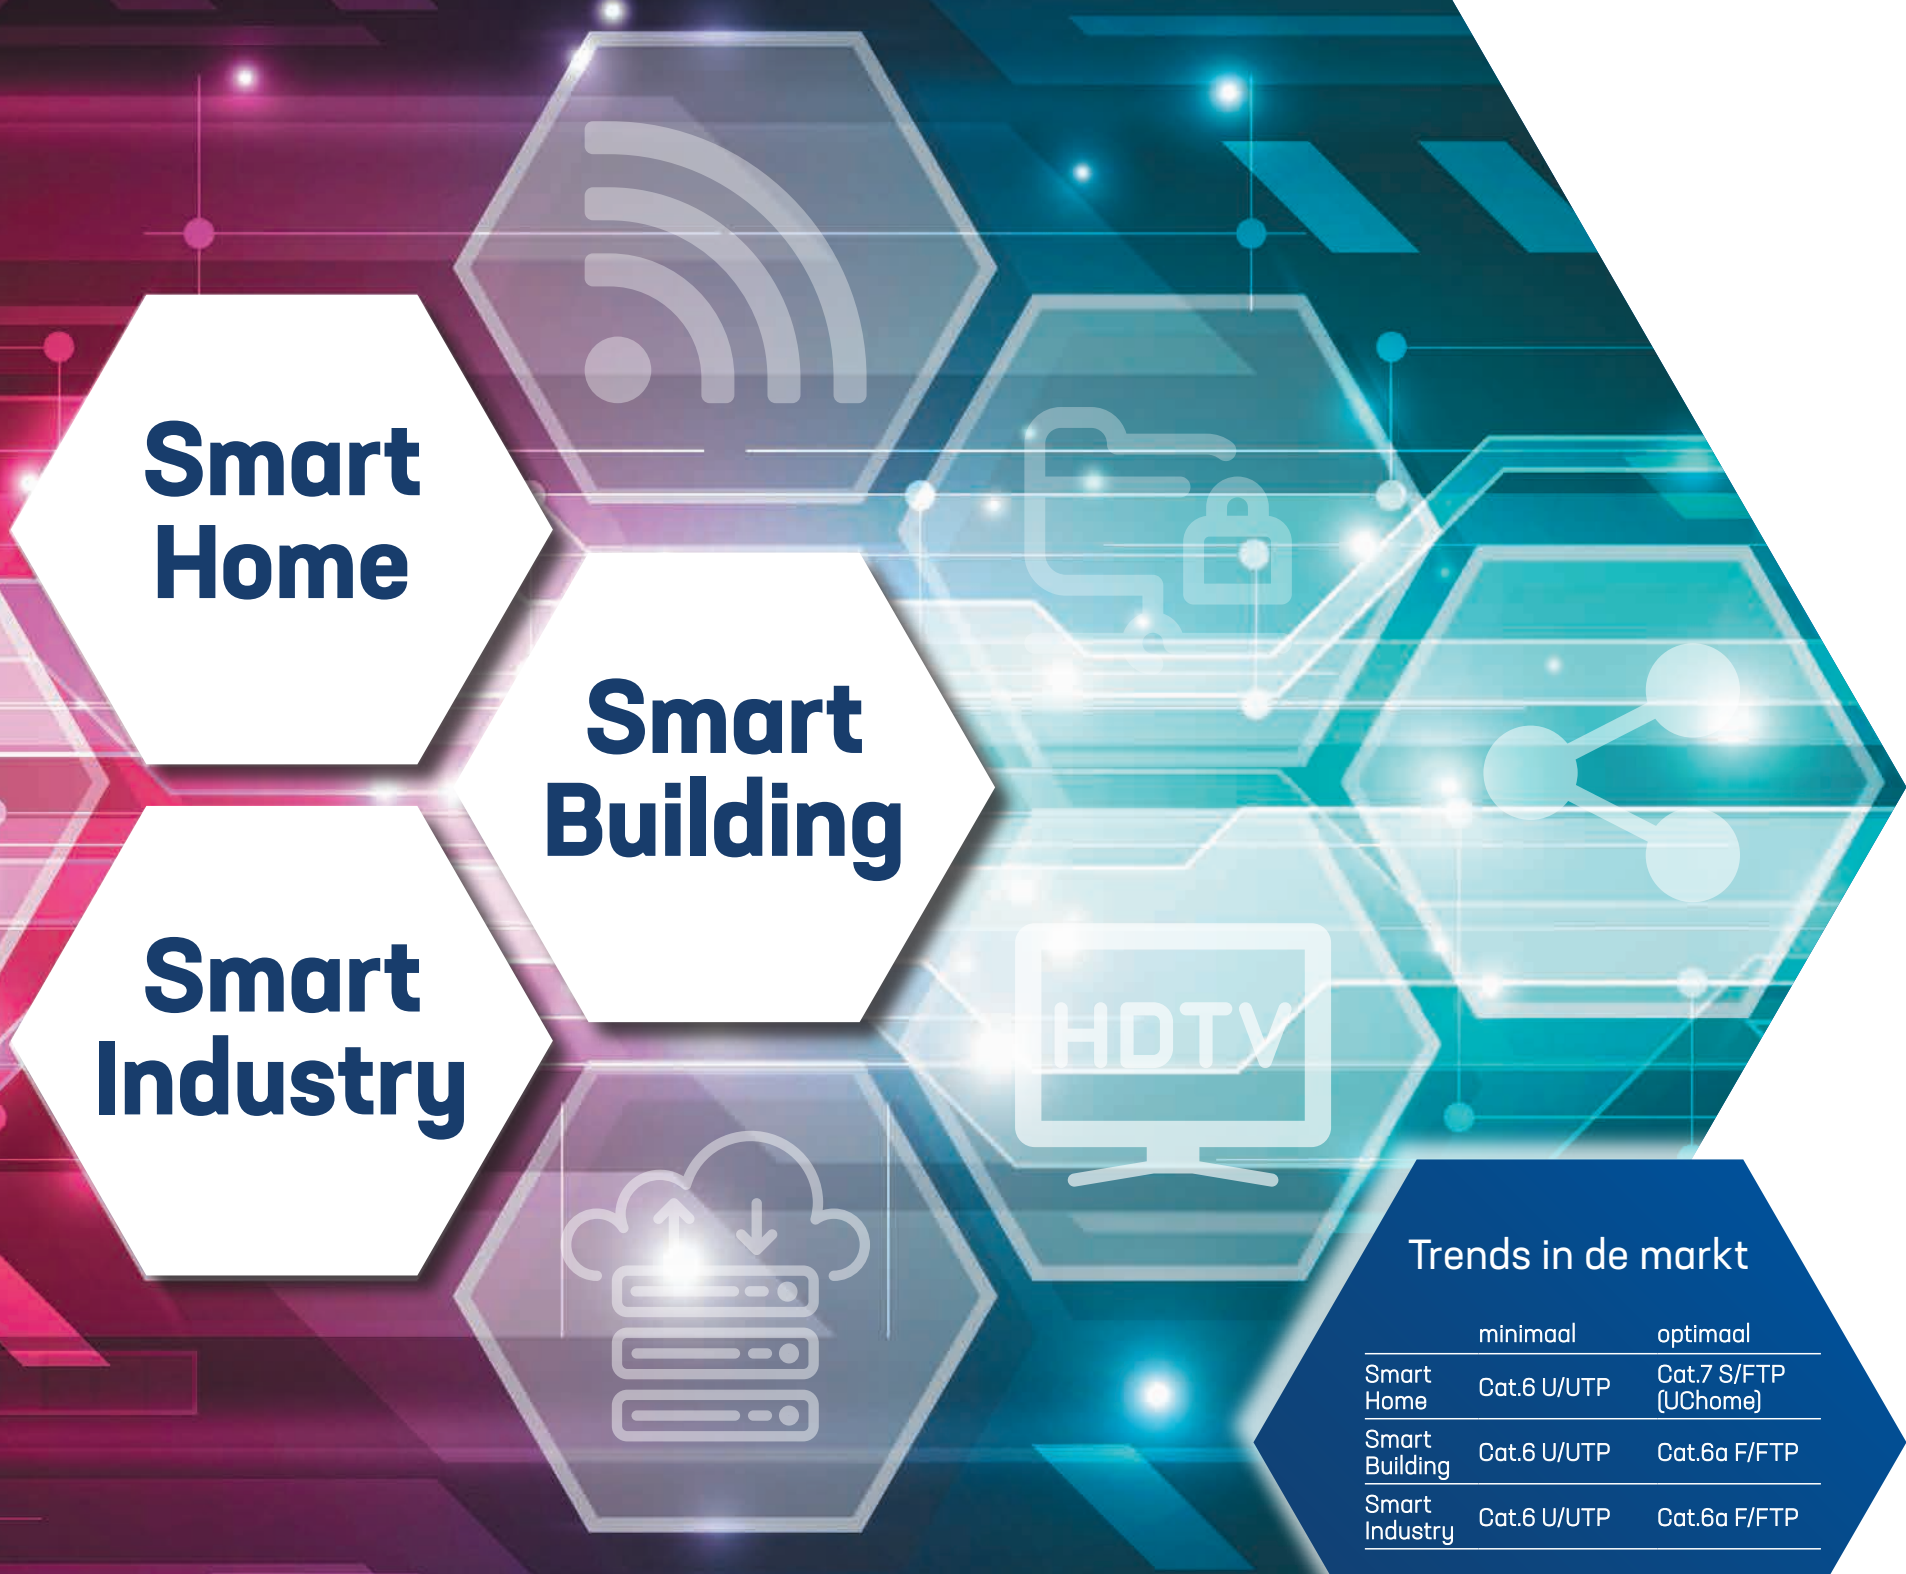 Smart
Home
Smart
Building
Smart
Industry
HDTV
Trends in de markt
minimaal optimaal
Smart
Home Cat.6 U/UTP Cat.7 S/FTP
(UChome)
Smart
Building Cat.6 U/UTP Cat.6a F/FTP
Smart
Industry Cat.6 U/UTP Cat.6a F/FTP